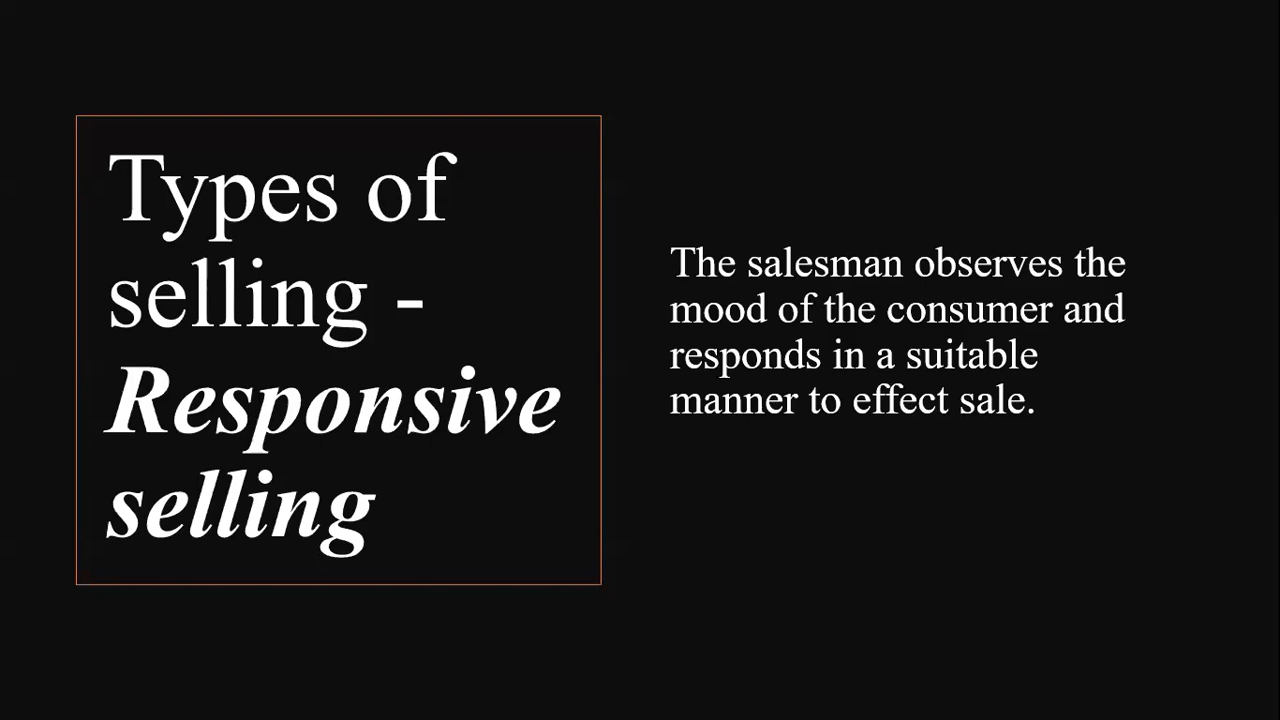 Types of
selling -
Responsive
selling
The salesman observes the
mood of the consumer and
responds in a suitable
manner to effect sale.